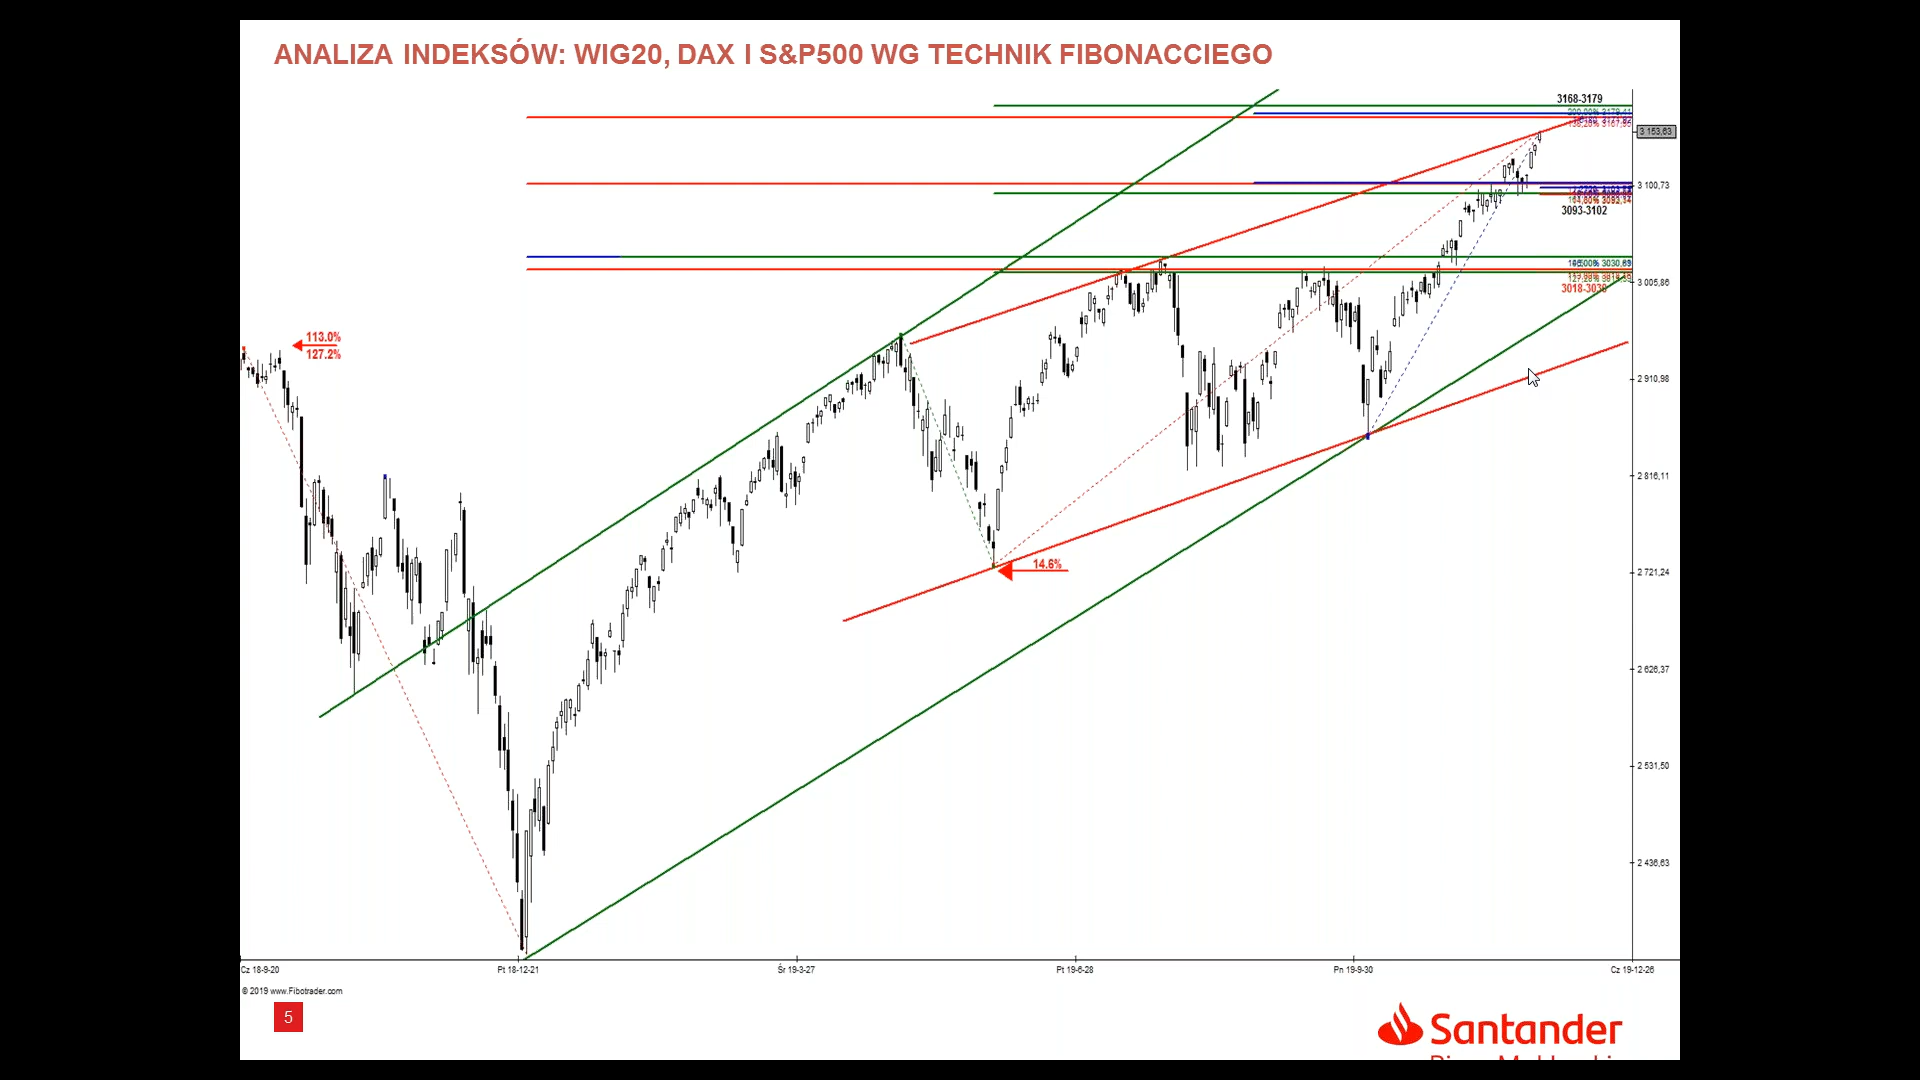 ANALIZA INDEKSÓW: WIG20, DAX I S&P500 WG TECHNIK FIBONACCIEGO
3168-3179
3 153,63
3 100,73
3093-3102
3030,69
3 005,86
3018-3030
113.0%
127.2%
2 910,98
2 816,11
14.6%
2 721,24
2 626,37
2 531,50
2 436,63
Cz 18-9-20
Pt 18-12-21
Śr 19-3-27
Pt 19-6-28
Pn 19-9-30
Cz 19-12-26
© 2019 www.Fibotrader.com
5
Santander